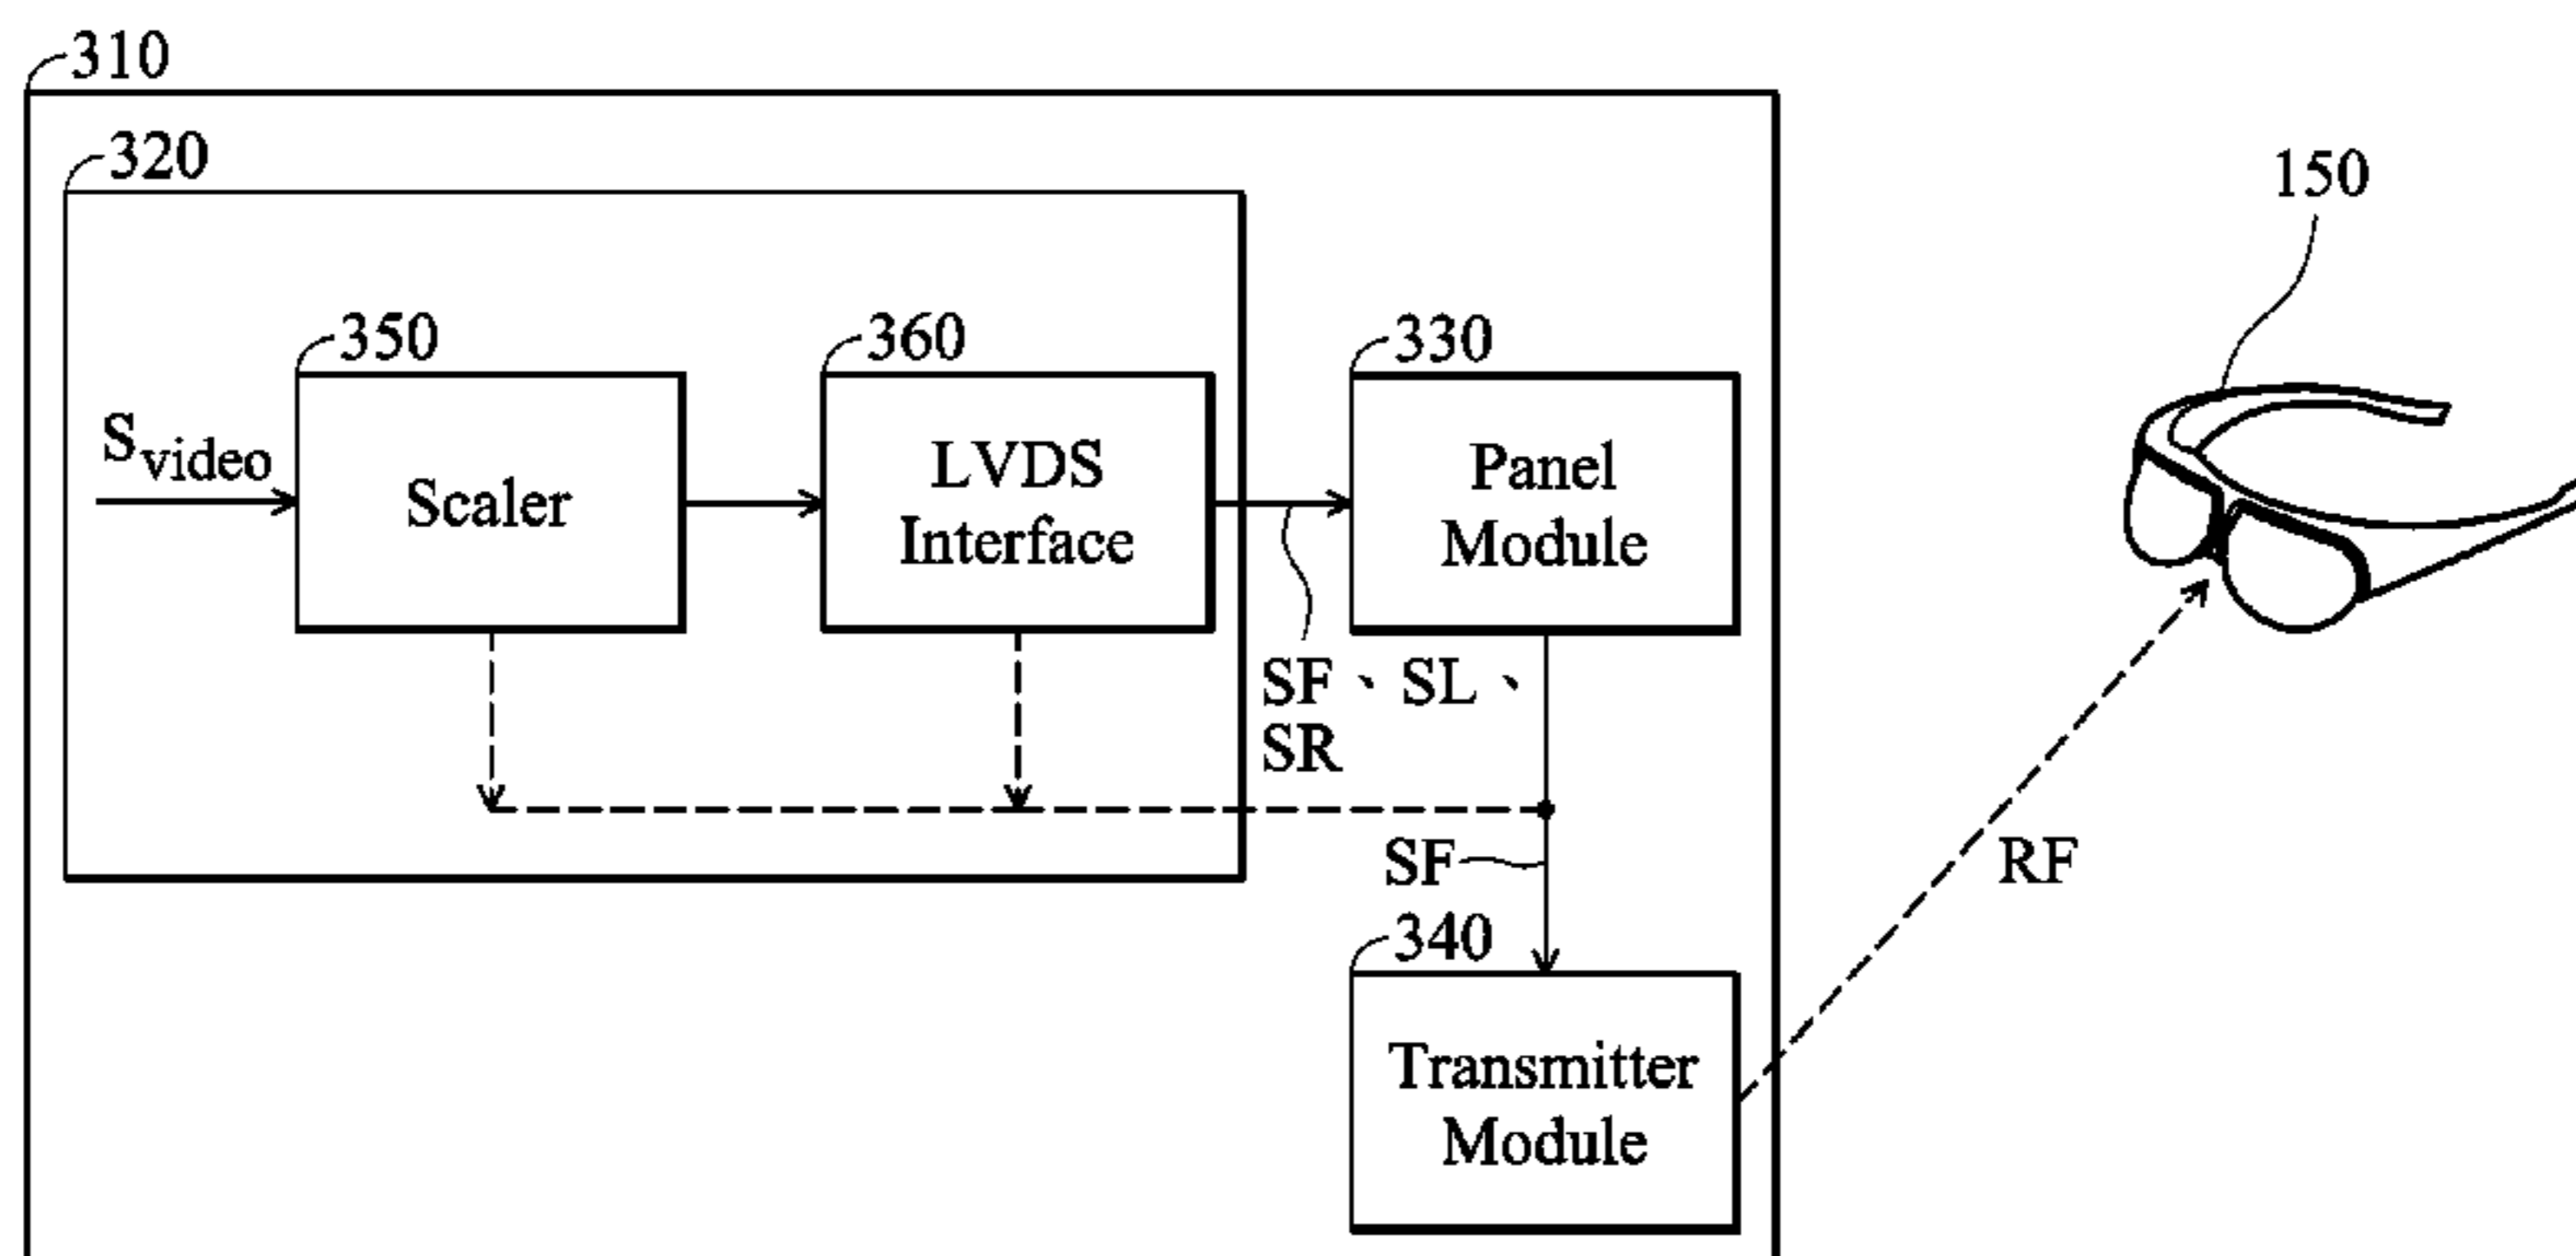 310
320
150
350
360
330
Svideo
Scaler
LVDS
Interface
Panel
Module
SF、SL、
SR
SF
RF
340
Transmitter
Module